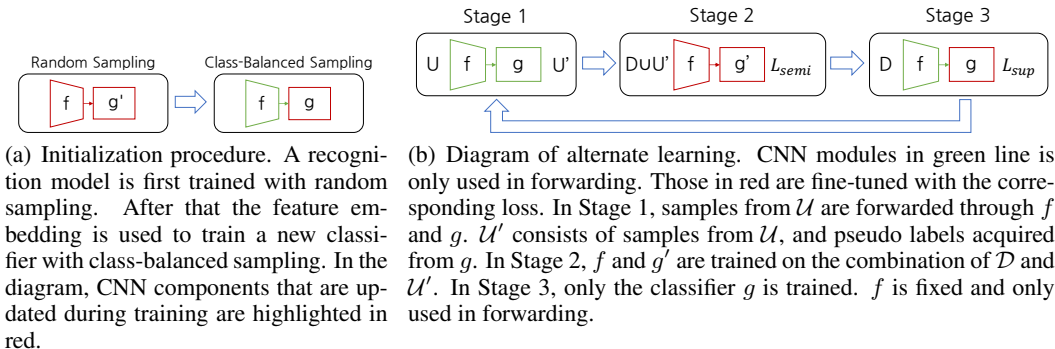 Random Sampling
Class-Balanced Sampling
f g' f g
Stage 1 Stage 2 Stage 3
U f g U' D∪U' f g' L_semi D f g L_sup
(a) Initialization procedure. A recogni-
tion model is first trained with random
sampling. After that the feature em-
bedding is used to train a new classi-
fier with class-balanced sampling. In the
diagram, CNN components that are up-
dated during training are highlighted in
red.
(b) Diagram of alternate learning. CNN modules in green line is
only used in forwarding. Those in red are fine-tuned with the corre-
sponding loss. In Stage 1, samples from 𝒰 are forwarded through f
and g. 𝒰′ consists of samples from 𝒰, and pseudo labels acquired
from g. In Stage 2, f and g′ are trained on the combination of 𝒟 and
𝒰′. In Stage 3, only the classifier g is trained. f is fixed and only
used in forwarding.